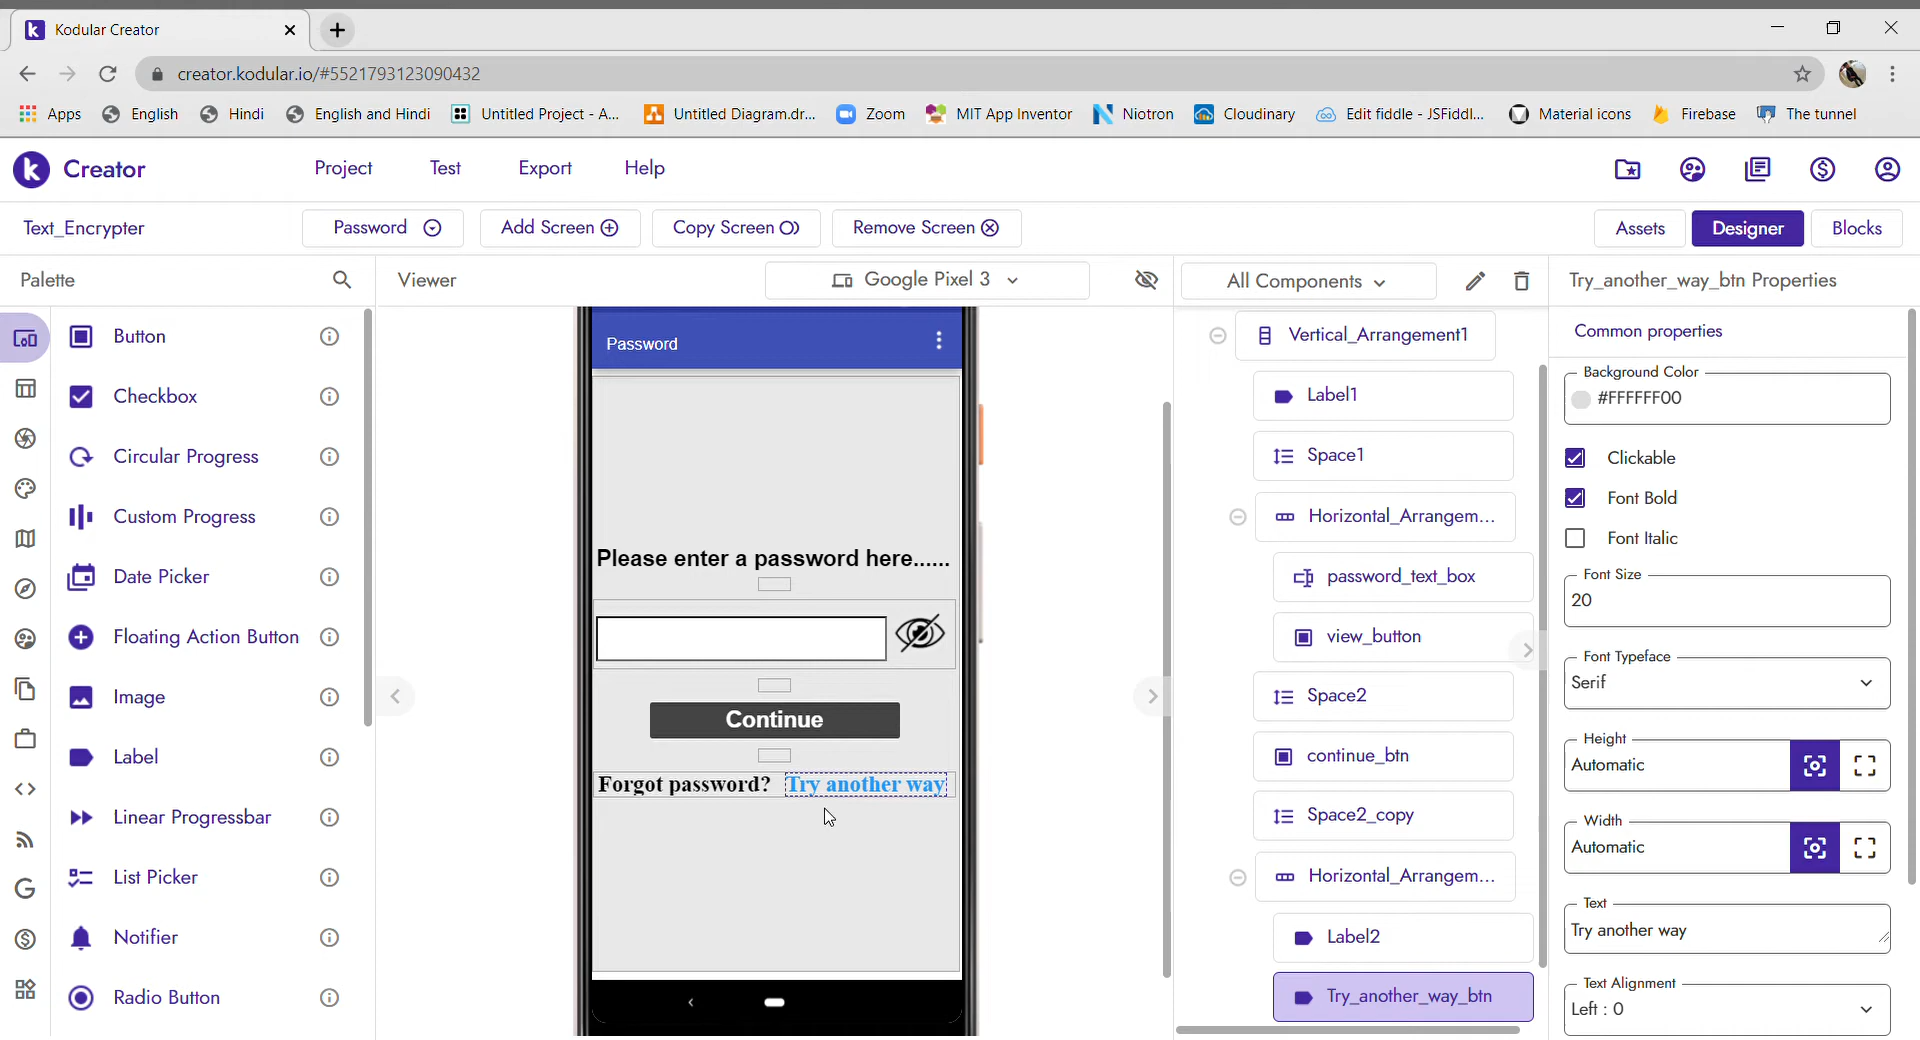 Kodular Creator
creator.kodular.io/#5521793123090432
Apps English Hindi English and Hindi Untitled Project - A... Untitled Diagram.dr... Zoom MIT App Inventor Niotron Cloudinary Edit fiddle - JSFiddl... Material icons Firebase The tunnel
Creator Project Test Export Help
Text_Encrypter Password Add Screen Copy Screen Remove Screen Assets Designer Blocks
Palette
Button
Checkbox
Circular Progress
Custom Progress
Date Picker
Floating Action Button
Image
Label
Linear Progressbar
List Picker
Notifier
Radio Button
Viewer Google Pixel 3
Password
Please enter a password here......
Continue
Forgot password? Try another way
All Components
Vertical_Arrangement1
Label1
Space1
Horizontal_Arrangem...
password_text_box
view_button
Space2
continue_btn
Space2_copy
Horizontal_Arrangem...
Label2
Try_another_way_btn
Try_another_way_btn Properties
Common properties
Background Color
#FFFFFF00
Clickable
Font Bold
Font Italic
Font Size
20
Font Typeface
Serif
Height
Automatic
Width
Automatic
Text
Try another way
Text Alignment
Left : 0